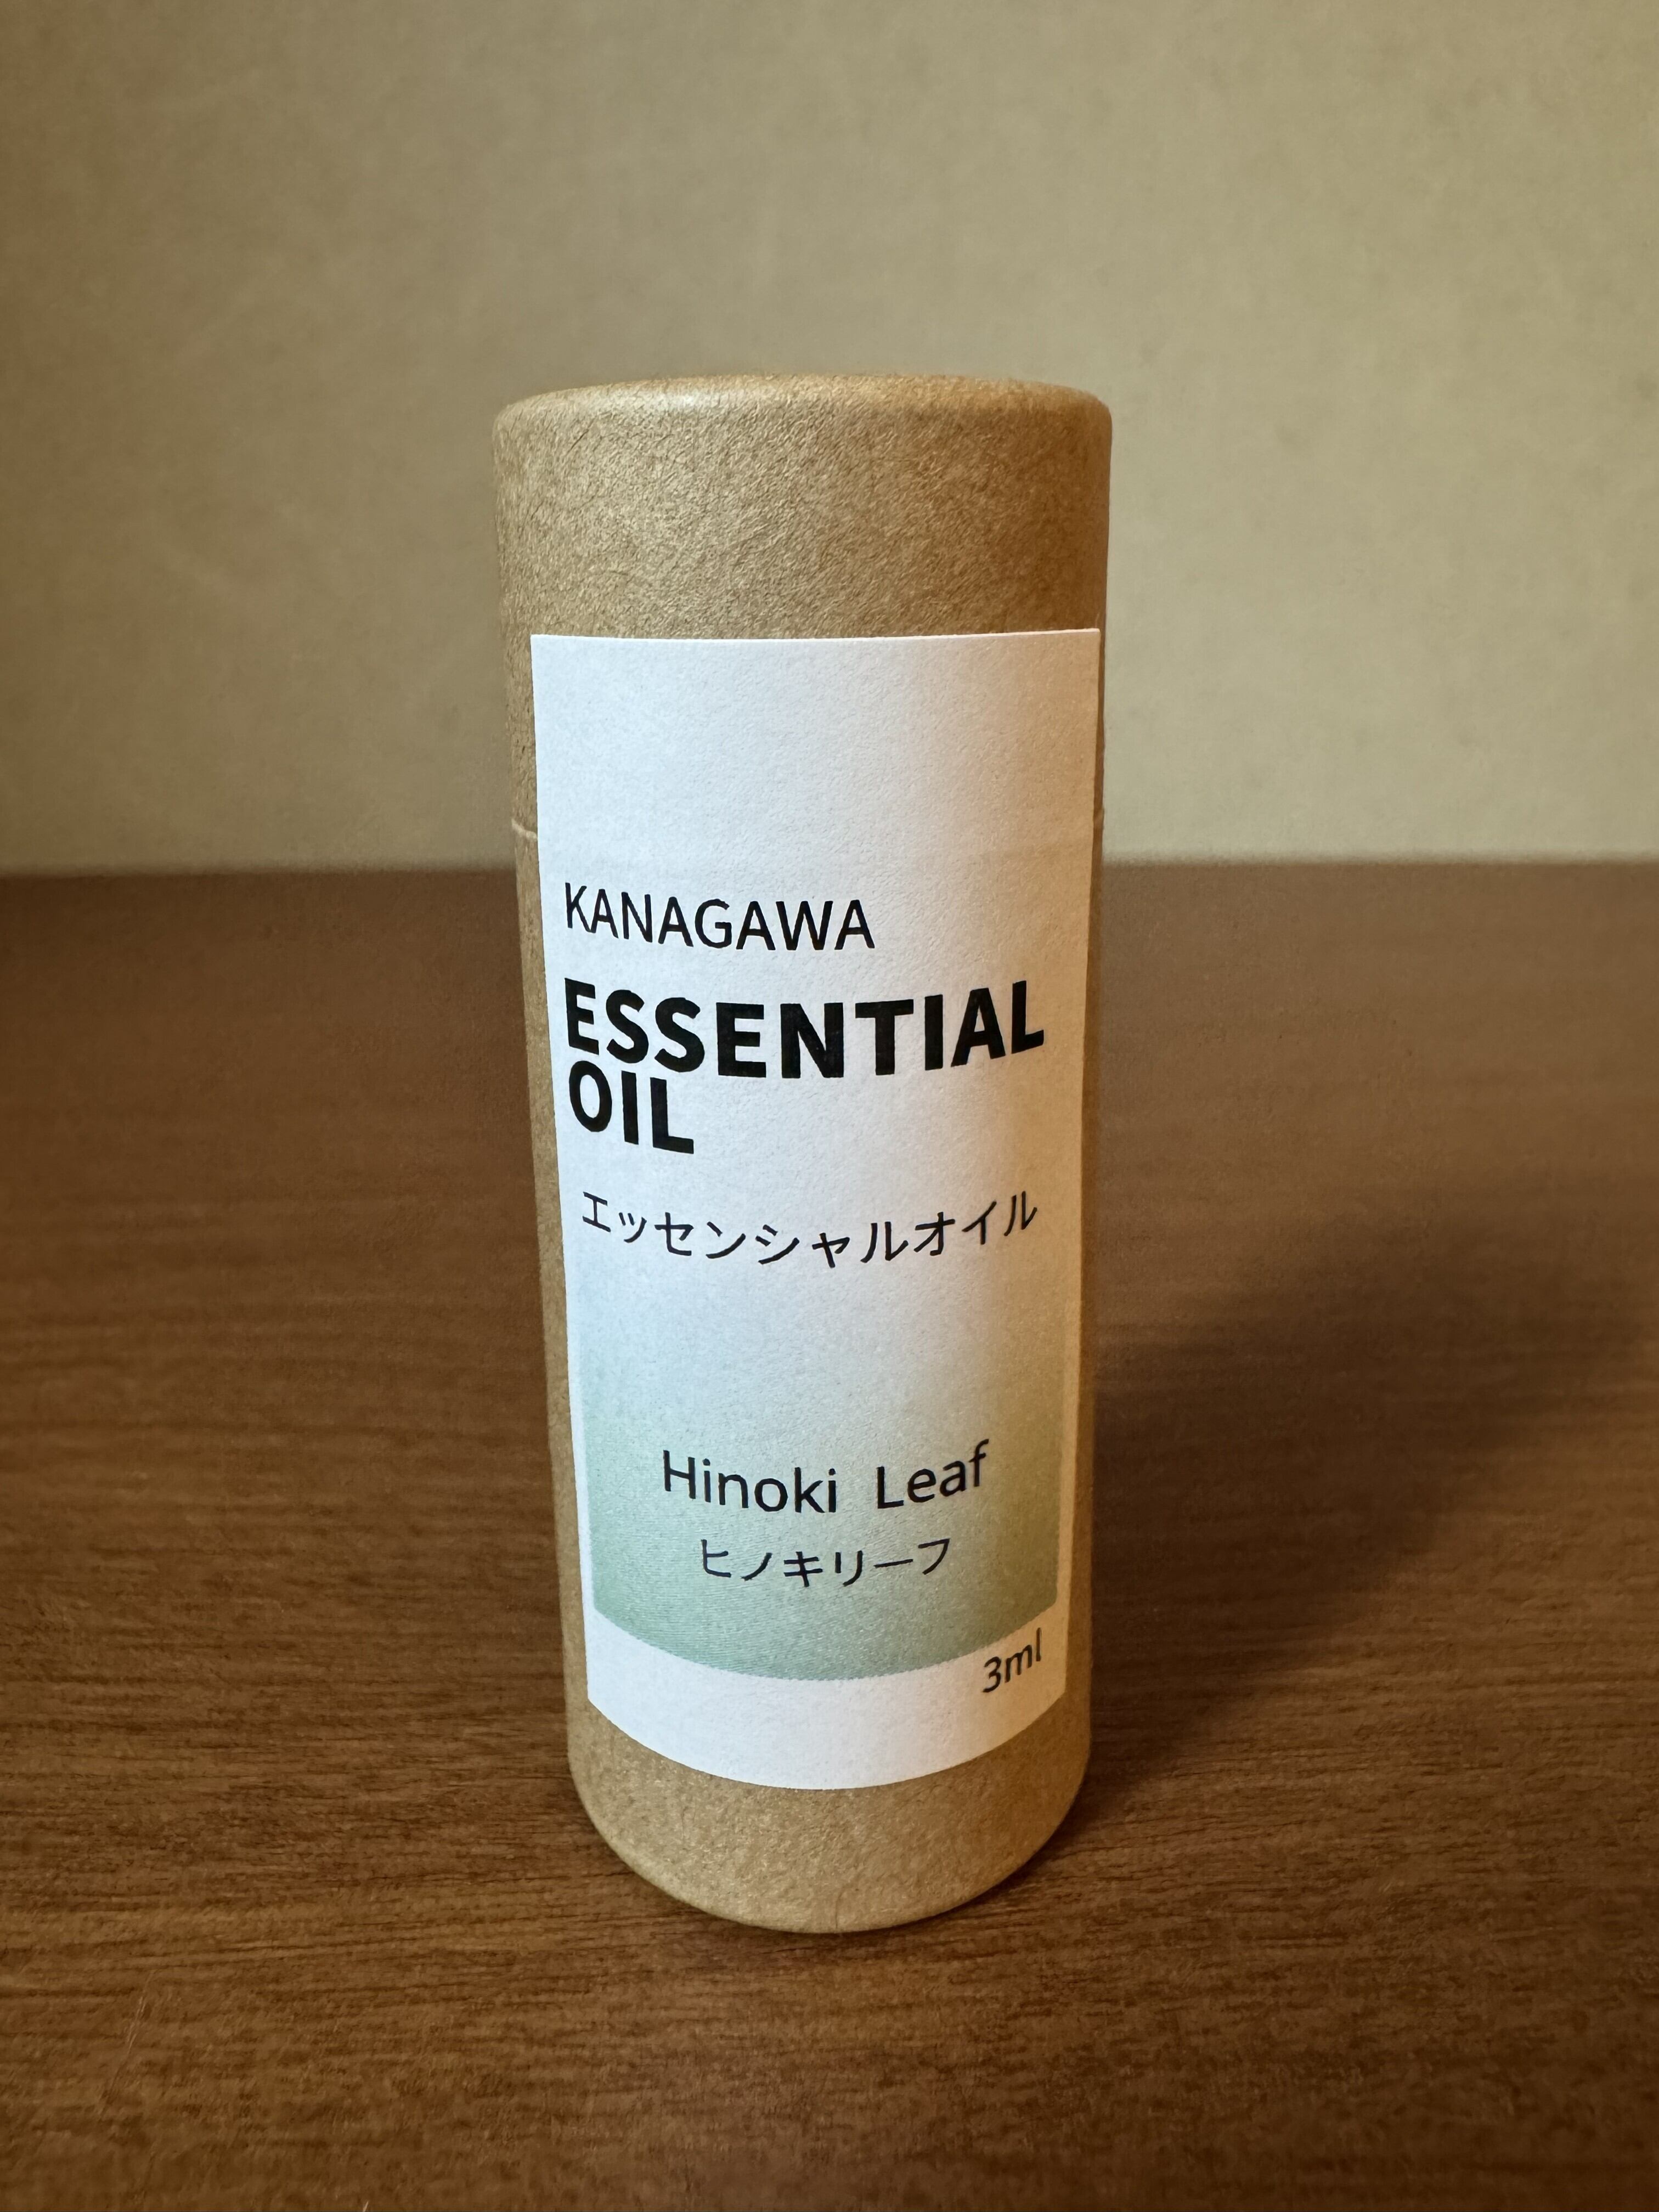 KANAGAWA
ESSENTIAL
OIL
エッセンシャルオイル
Hinoki Leaf
ヒノキリーフ
3ml